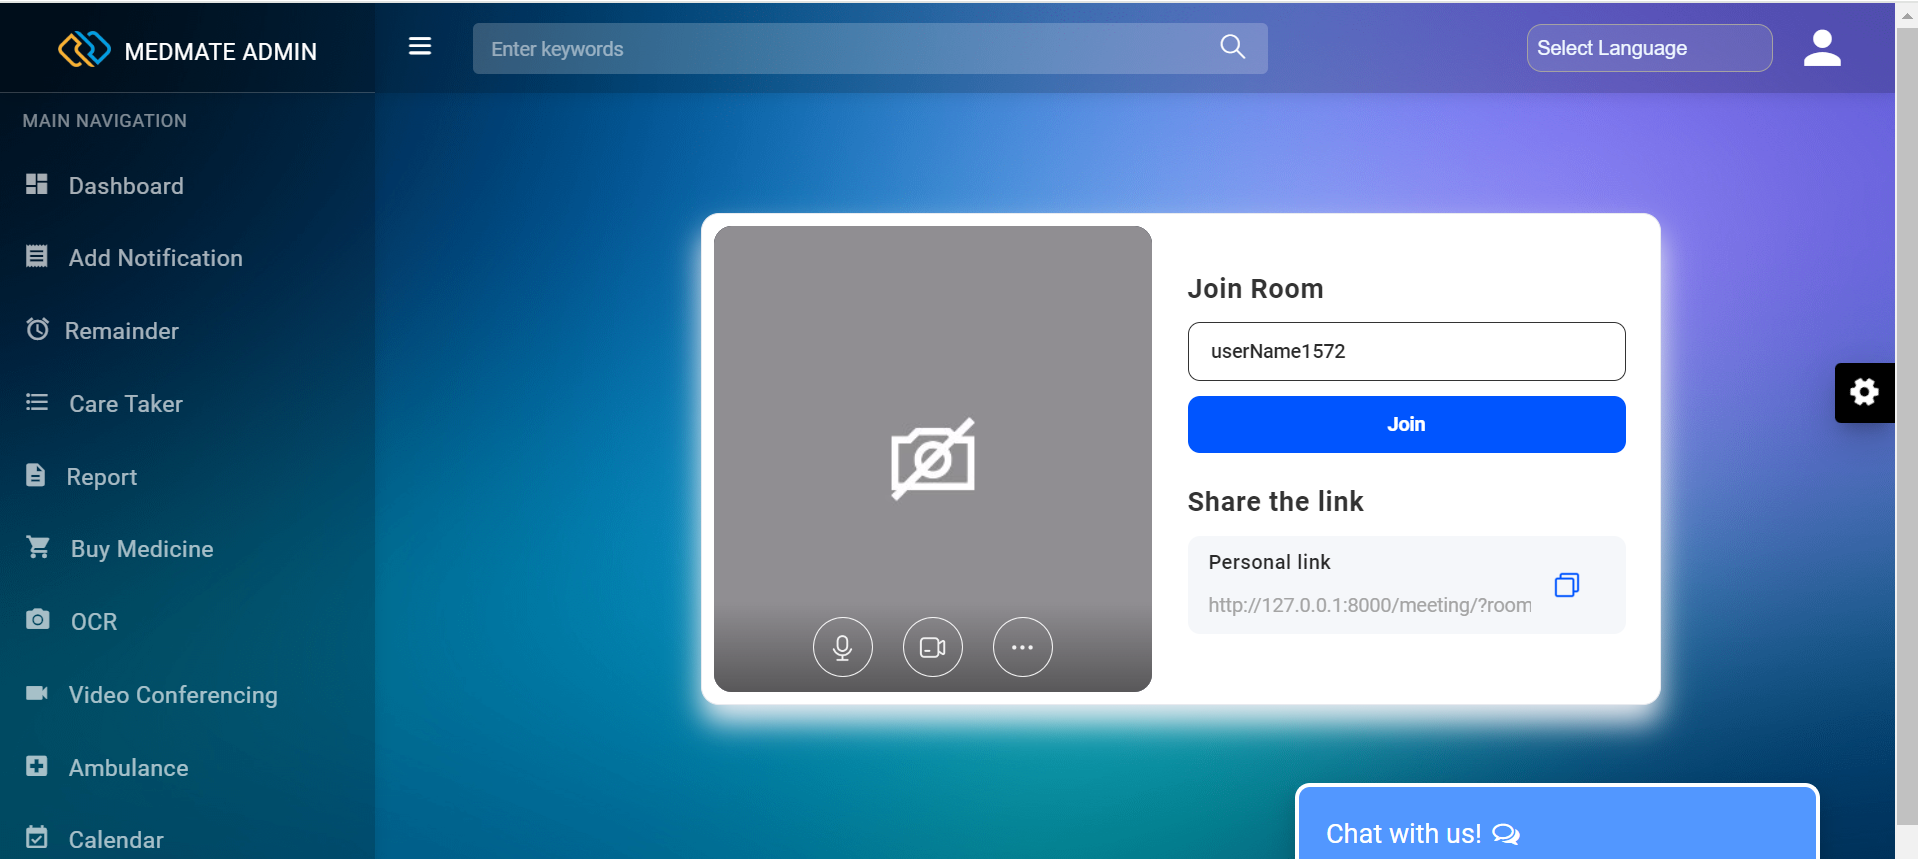 MEDMATE ADMIN
Enter keywords
Select Language
MAIN NAVIGATION
Dashboard
Add Notification
Remainder
Care Taker
Report
Buy Medicine
OCR
Video Conferencing
Ambulance
Calendar
Join Room
userName1572
Join
Share the link
Personal link
http://127.0.0.1:8000/meeting/?room
Chat with us!